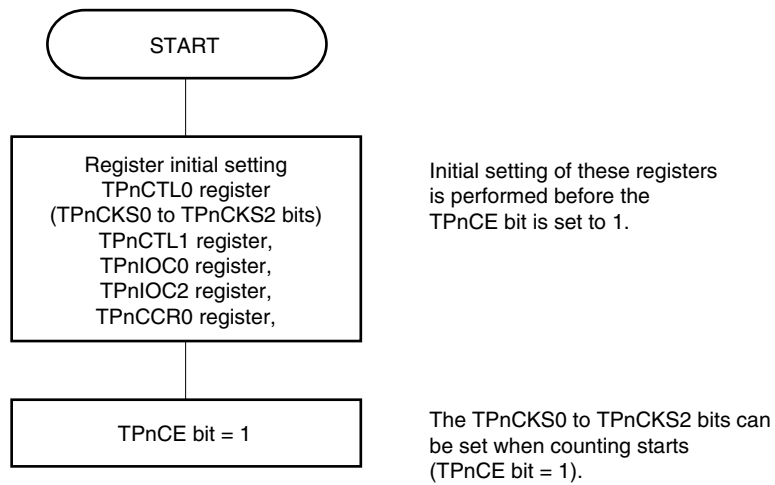 START
Register initial setting
TPnCTL0 register
(TPnCKS0 to TPnCKS2 bits)
TPnCTL1 register,
TPnIOC0 register,
TPnIOC2 register,
TPnCCR0 register,
Initial setting of these registers
is performed before the
TPnCE bit is set to 1.
TPnCE bit = 1
The TPnCKS0 to TPnCKS2 bits can
be set when counting starts
(TPnCE bit = 1).